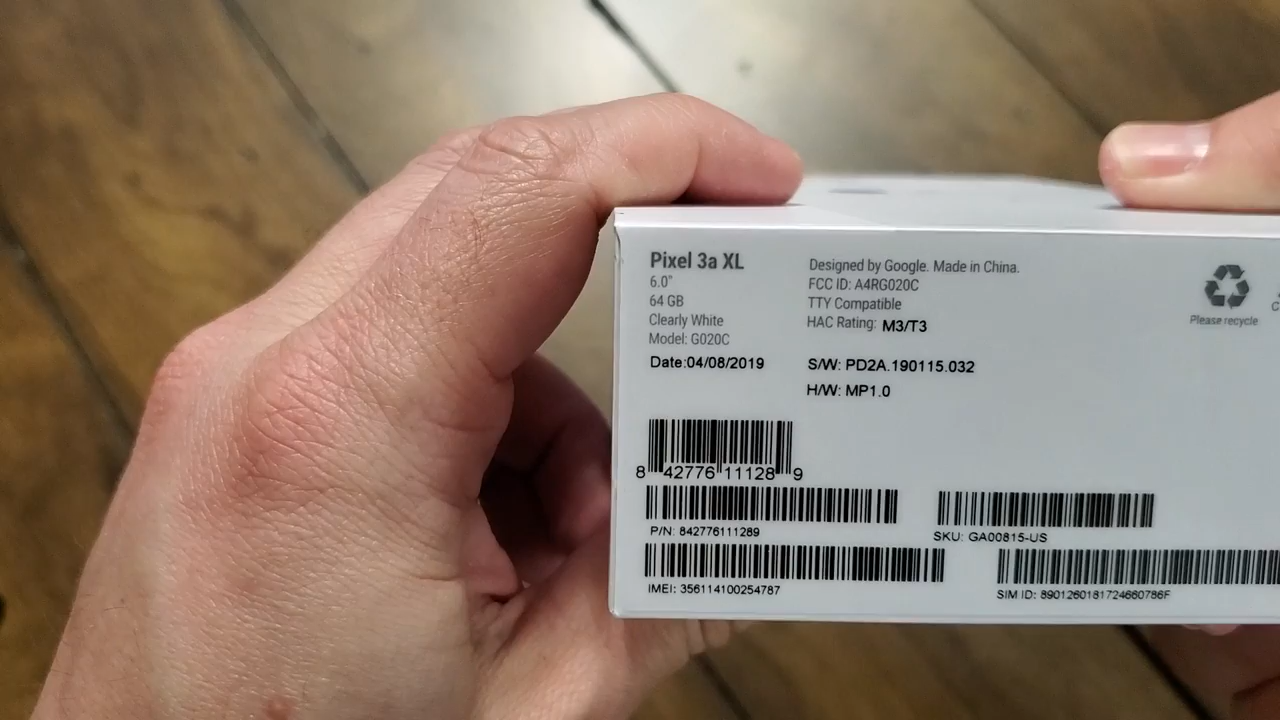 Pixel 3a XL
6.0"
64 GB
Clearly White
Model: G020C
Date:04/08/2019
Designed by Google. Made in China.
FCC ID: A4RG020C
TTY Compatible
HAC Rating: M3/T3
S/W: PD2A.190115.032
H/W: MP1.0
Please recycle
8 42776 11128 9
P/N: 842776111289
SKU: GA00815-US
IMEI: 356114100254787
SIM ID: 8901260181724660786F